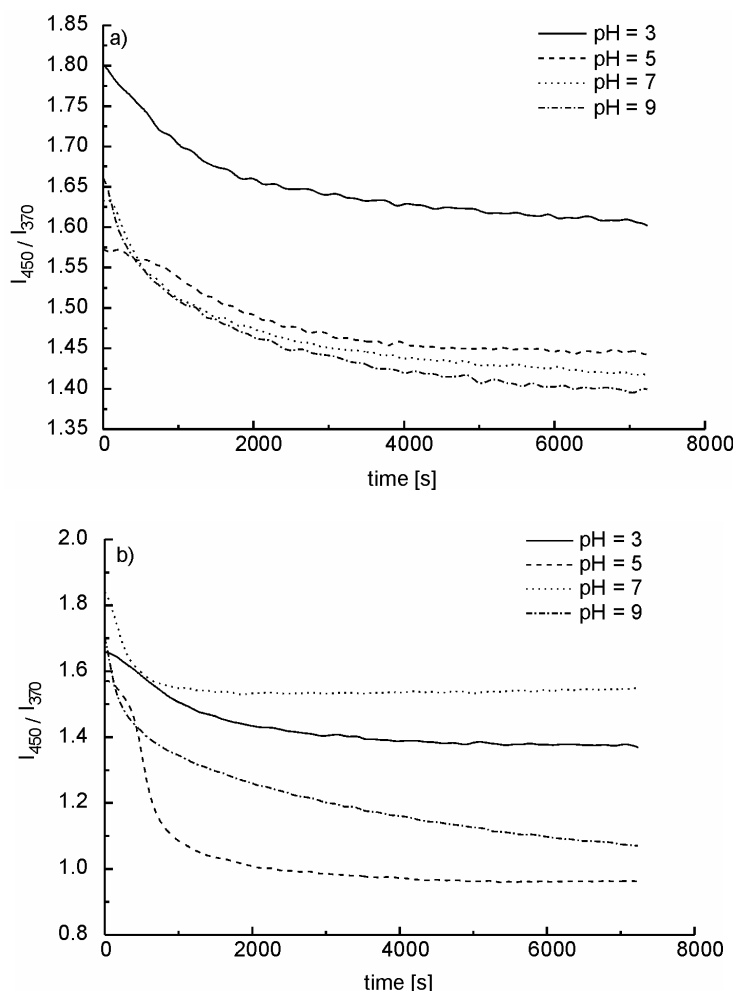 a)
pH = 3
pH = 5
pH = 7
pH = 9
1.85
1.80
1.75
1.70
1.65
1.60
1.55
1.50
1.45
1.40
1.35
I450 / I370
0 2000 4000 6000 8000
time [s]
b)
pH = 3
pH = 5
pH = 7
pH = 9
2.0
1.8
1.6
1.4
1.2
1.0
0.8
I450 / I370
0 2000 4000 6000 8000
time [s]